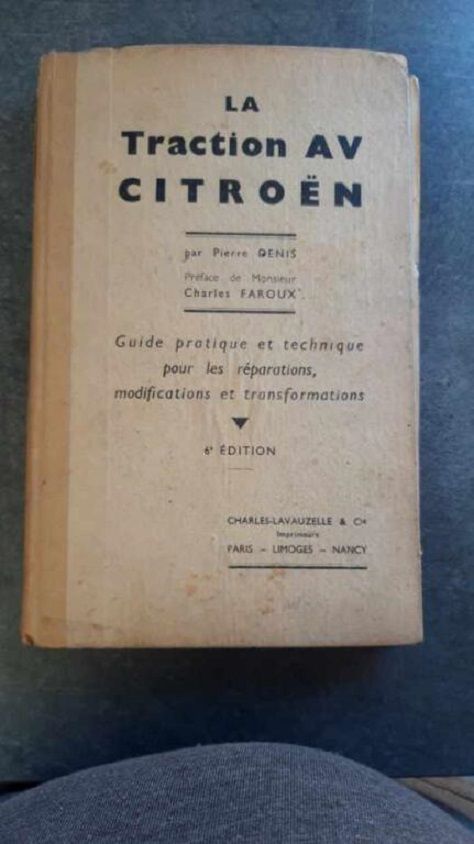 LA
Traction AV
CITROËN
par Pierre DENIS
Préface de Monsieur
Charles FAROUX
Guide pratique et technique
pour les réparations,
modifications et transformations
6e ÉDITION
CHARLES-LAVAUZELLE & Cie
Imprimeurs
PARIS - LIMOGES - NANCY